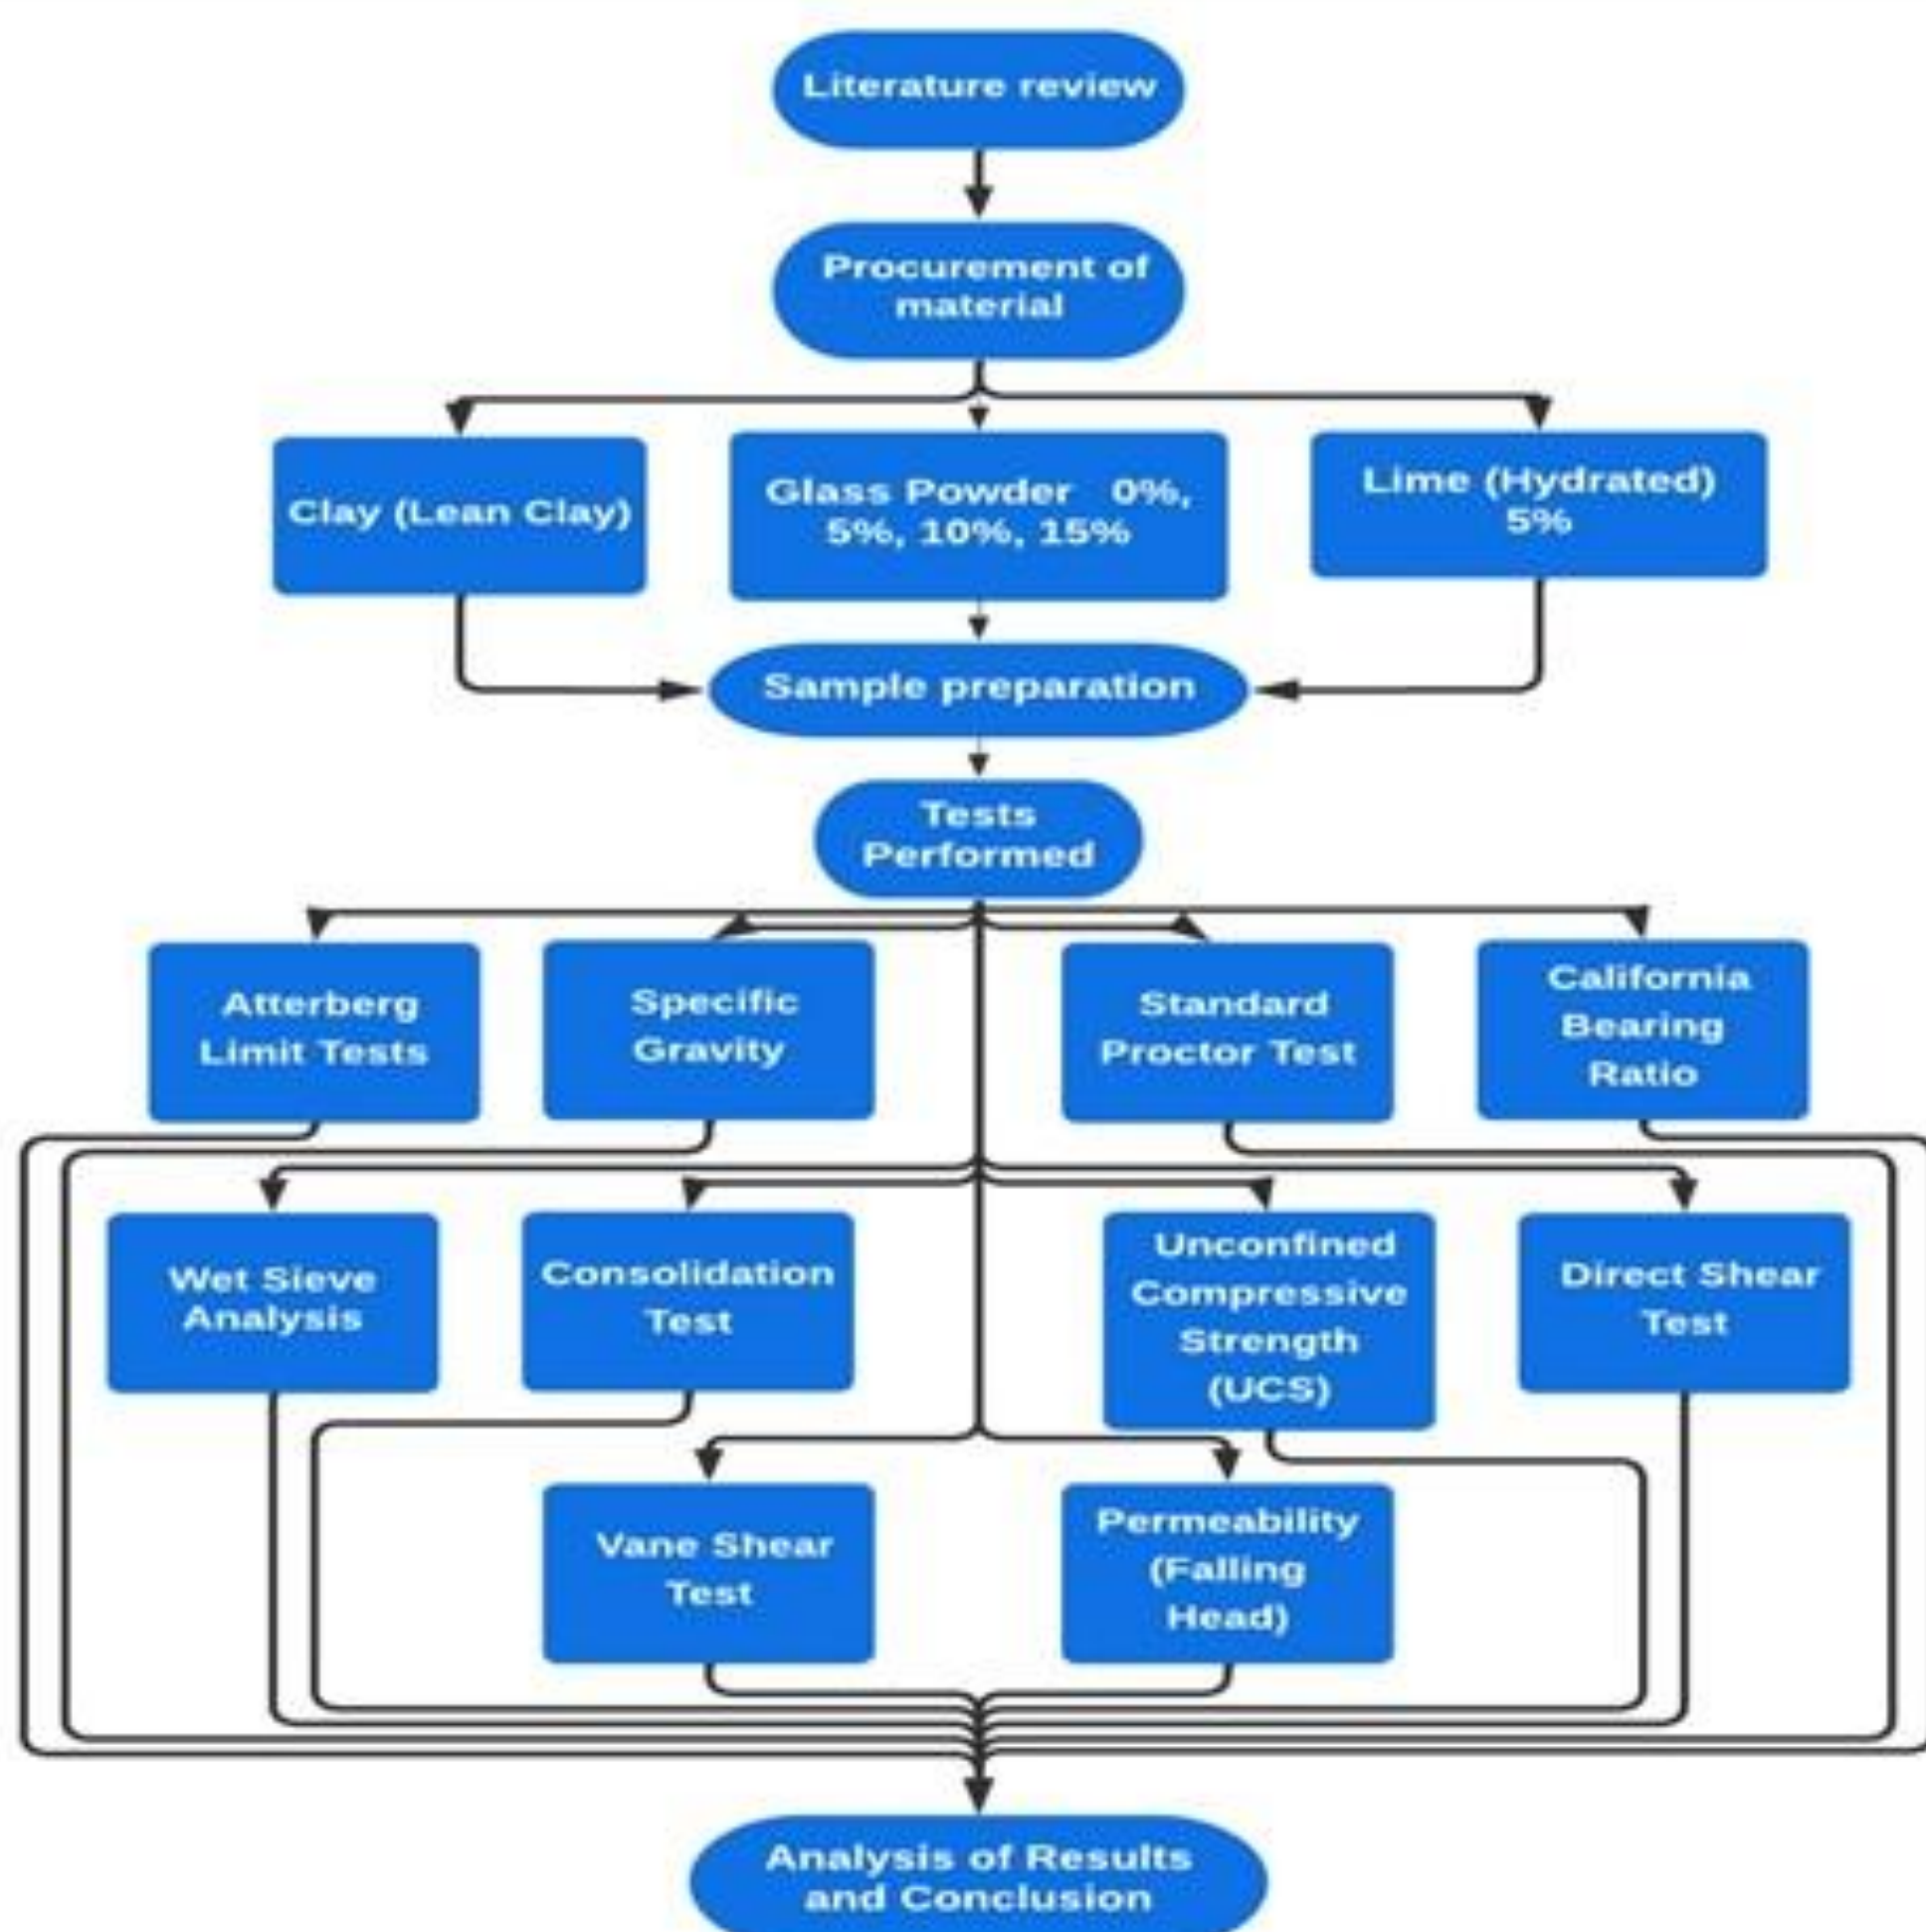 Literature review
Procurement of
material
Clay (Lean Clay)
Glass Powder 0%,
5%, 10%, 15%
Lime (Hydrated)
5%
Sample preparation
Tests
Performed
Atterberg
Limit Tests
Specific
Gravity
Standard
Proctor Test
California
Bearing
Ratio
Wet Sieve
Analysis
Consolidation
Test
Unconfined
Compressive
Strength
(UCS)
Direct Shear
Test
Vane Shear
Test
Permeability
(Falling
Head)
Analysis of Results
and Conclusion